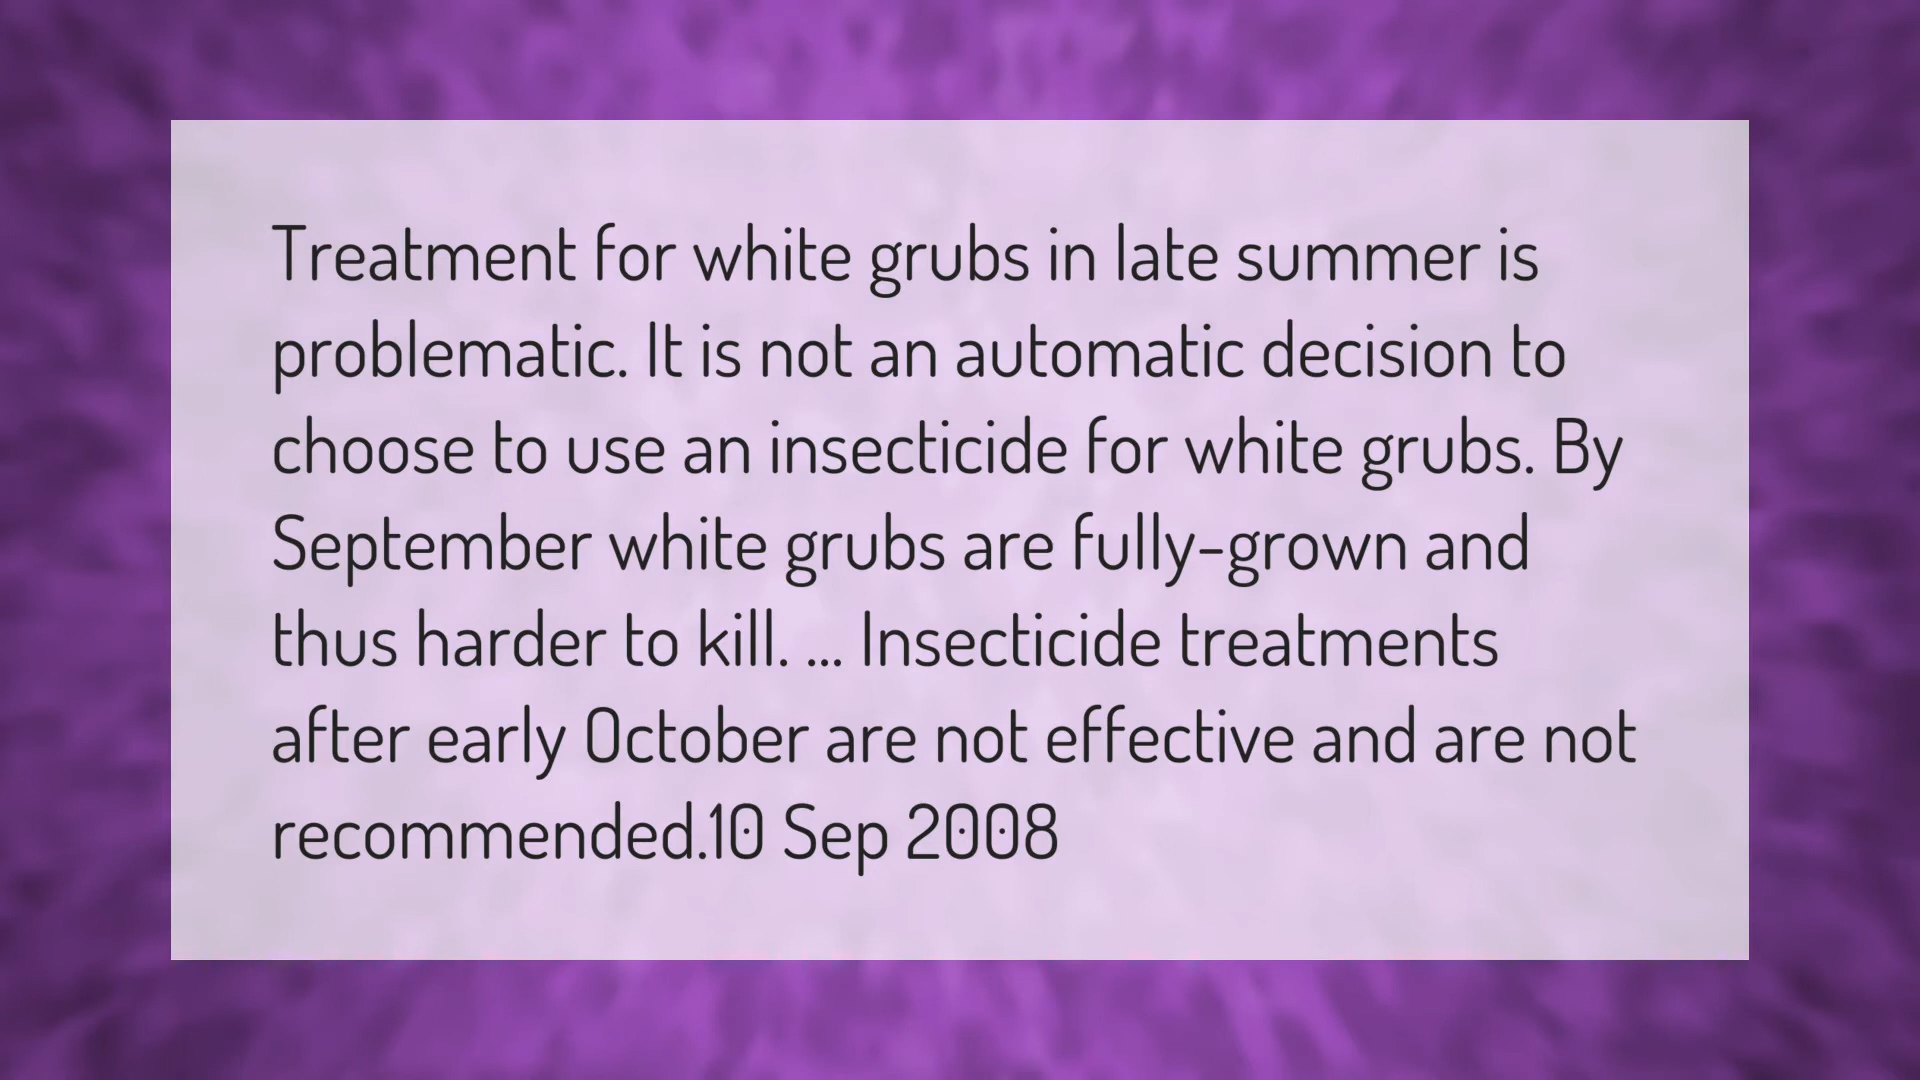 Treatment for white grubs in late summer is
problematic. It is not an automatic decision to
choose to use an insecticide for white grubs. By
September white grubs are fully-grown and
thus harder to kill. ... Insecticide treatments
after early October are not effective and are not
recommended.10 Sep 2008